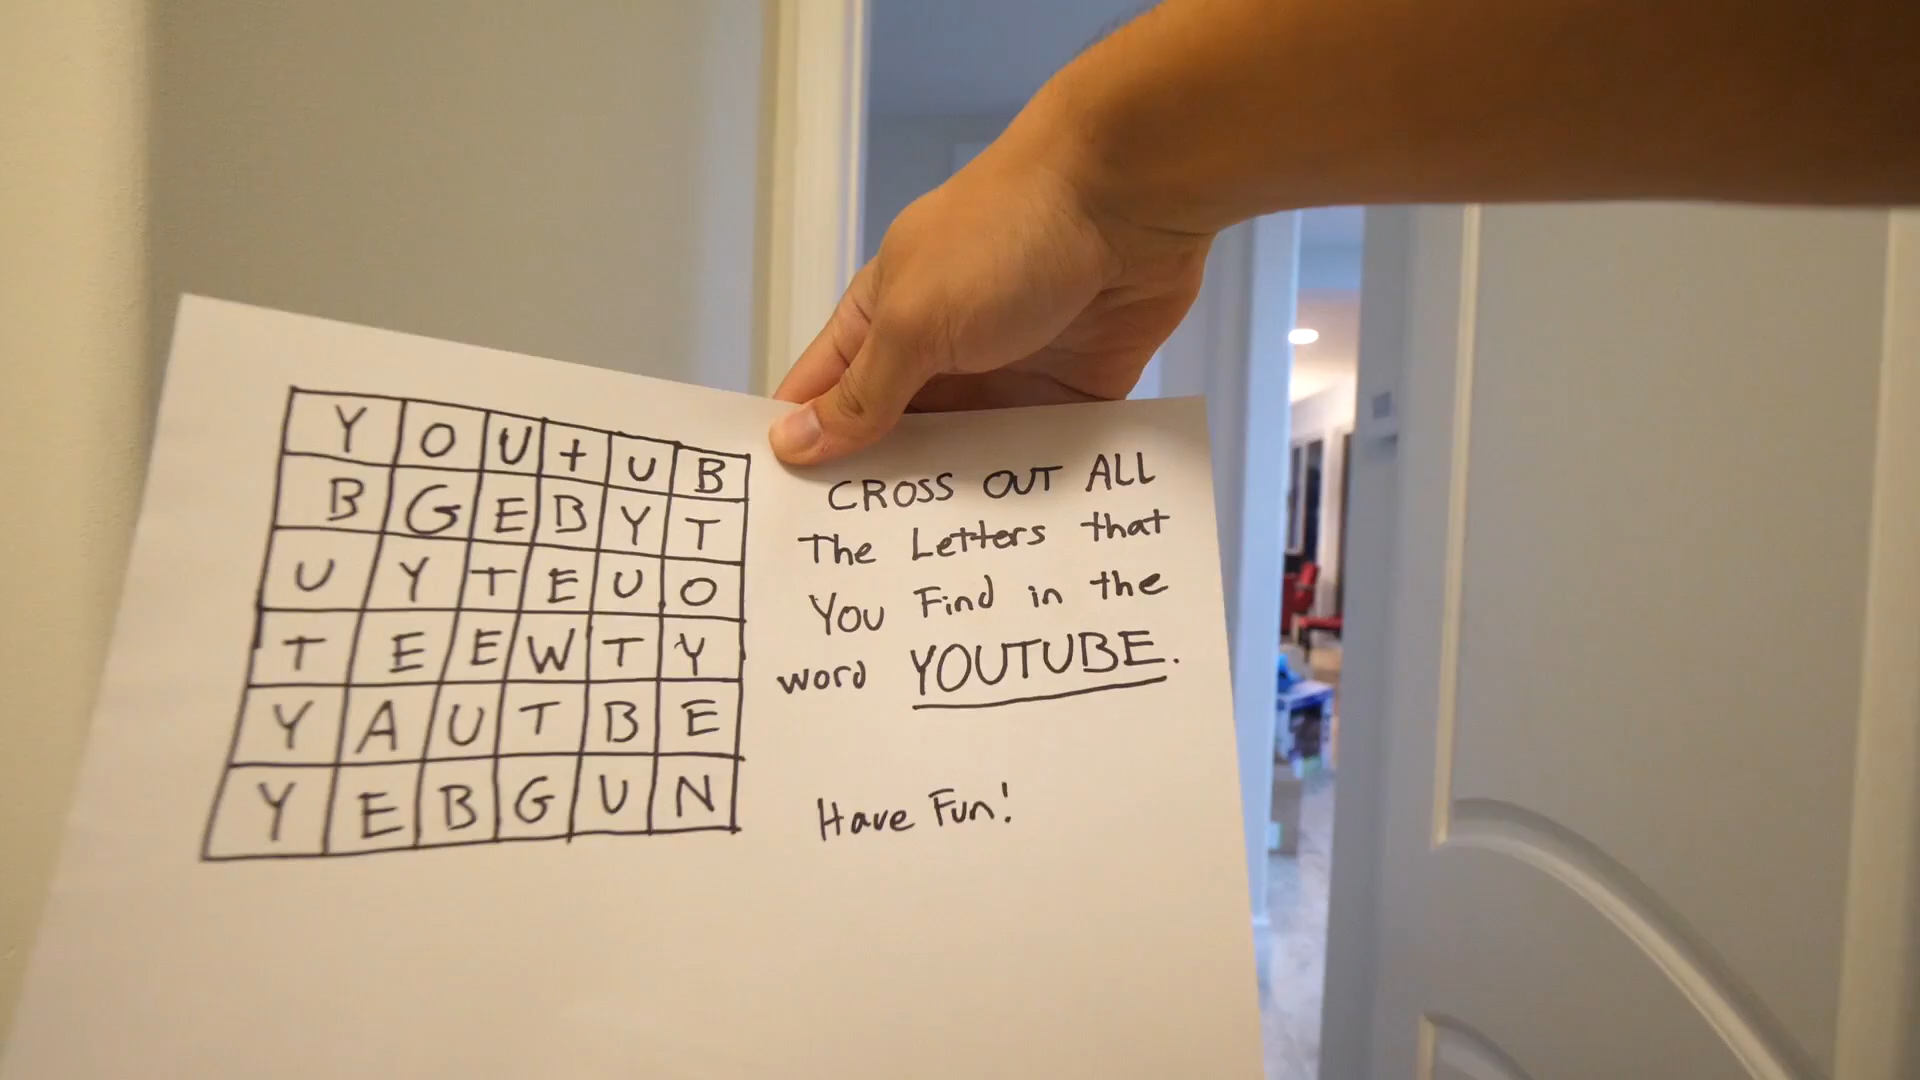 Y O U t U B
B G E B Y T
U Y T E U O
T E E W T Y
Y A U T B E
Y E B G U N
CROSS OUT ALL
The Letters that
You Find in the
word YOUTUBE.
Have Fun!